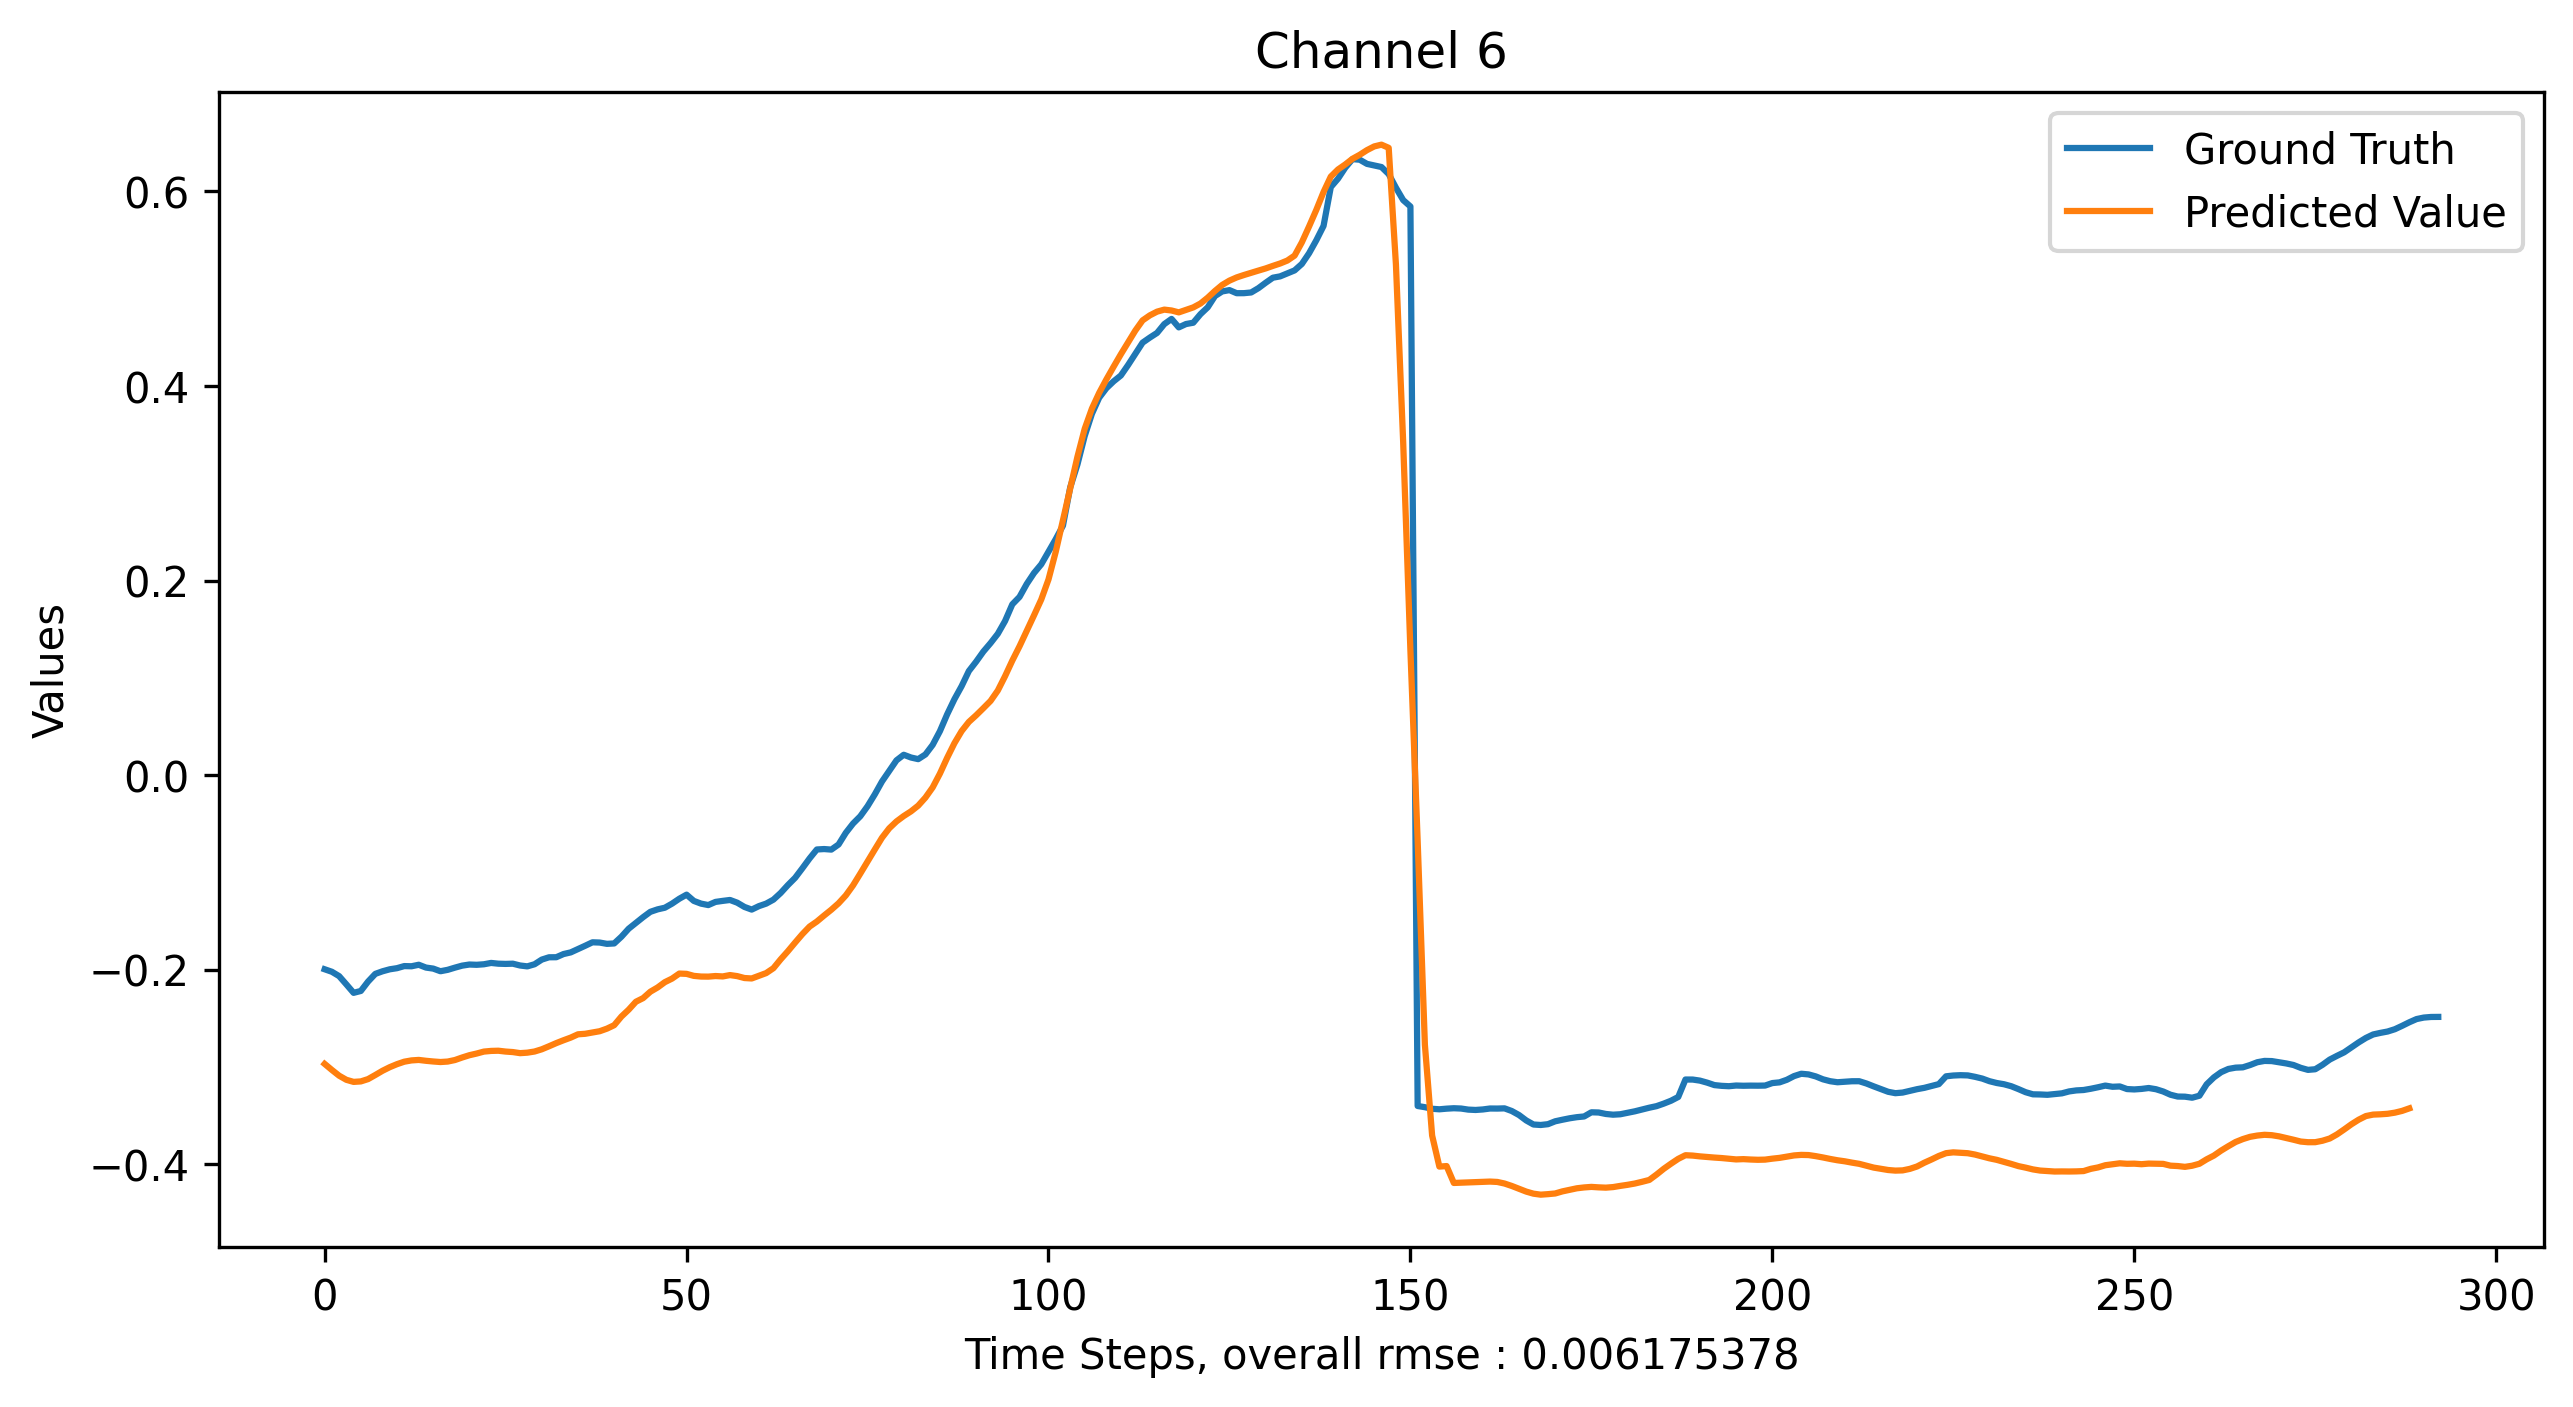 Channel 6
Ground Truth
Predicted Value
Values
0.6
0.4
0.2
0.0
−0.2
−0.4
0 50 100 150 200 250 300
Time Steps, overall rmse : 0.006175378